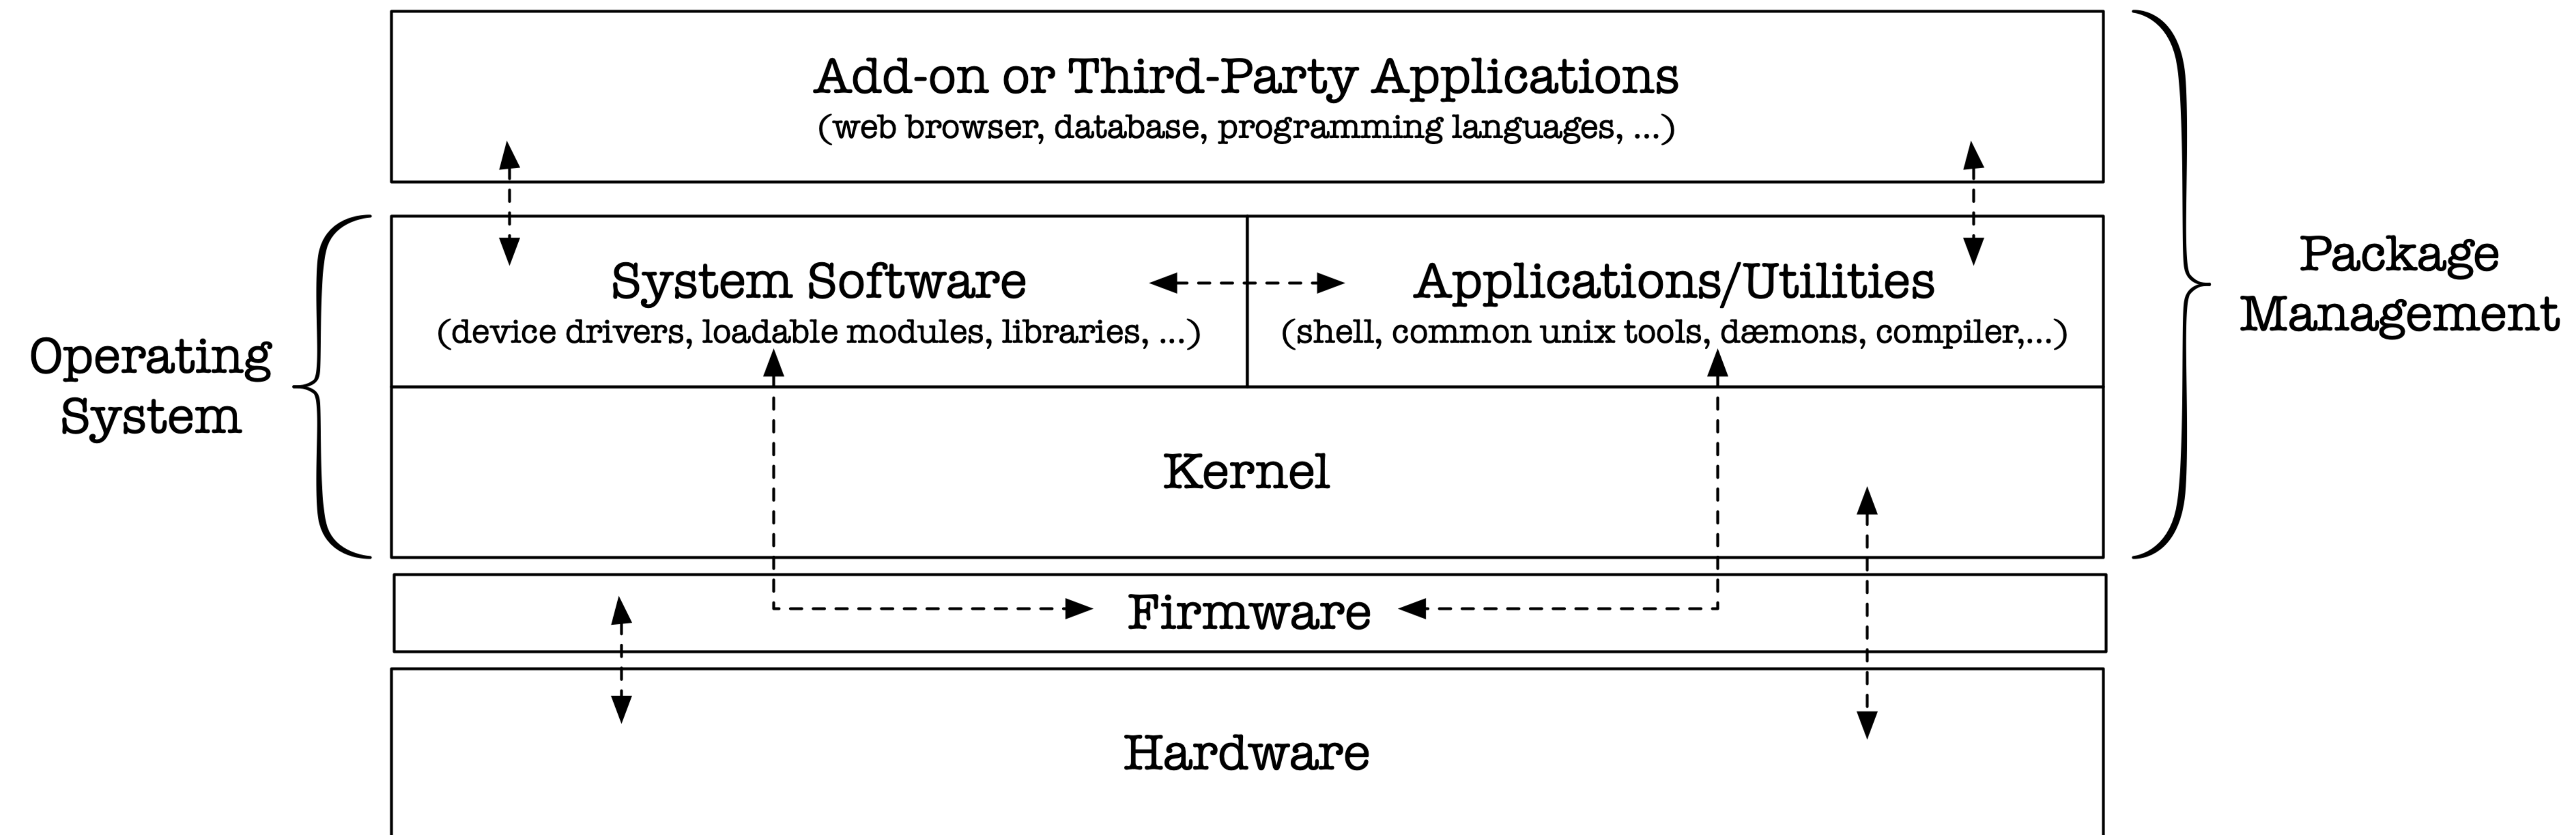 Add-on or Third-Party Applications
(web browser, database, programming languages, ...)
System Software
(device drivers, loadable modules, libraries, ...)
Applications/Utilities
(shell, common unix tools, dæmons, compiler,...)
Operating
System
Package
Management
Kernel
Firmware
Hardware